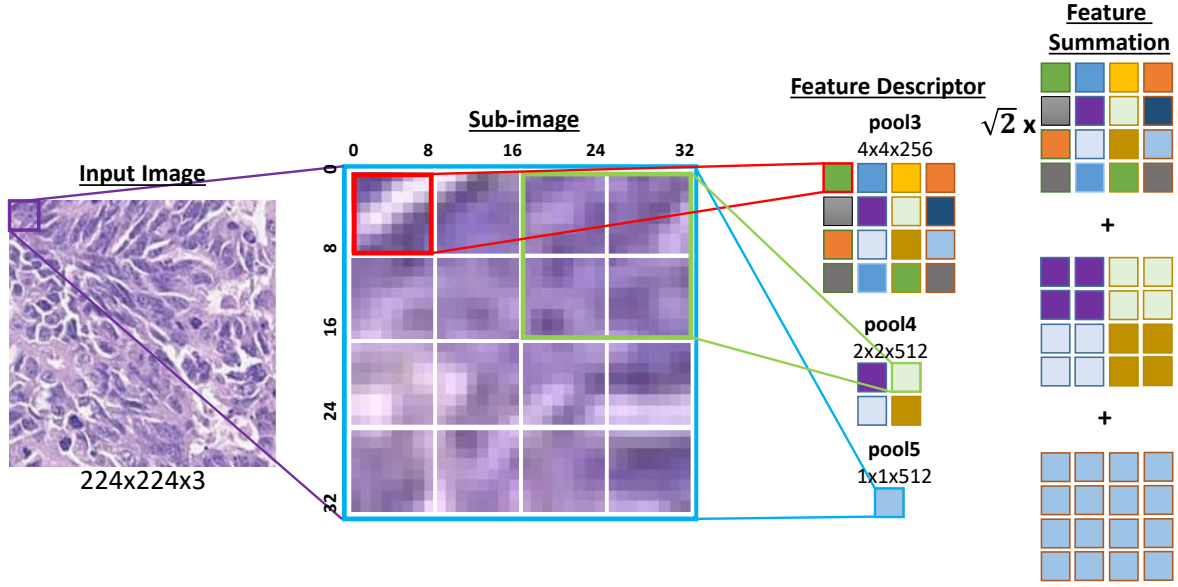 Input Image
224x224x3
Sub-image
0 8 16 24 32
0
8
16
24
32
Feature Descriptor
pool3
4x4x256
pool4
2x2x512
pool5
1x1x512
Feature
Summation
√2 x
+
+